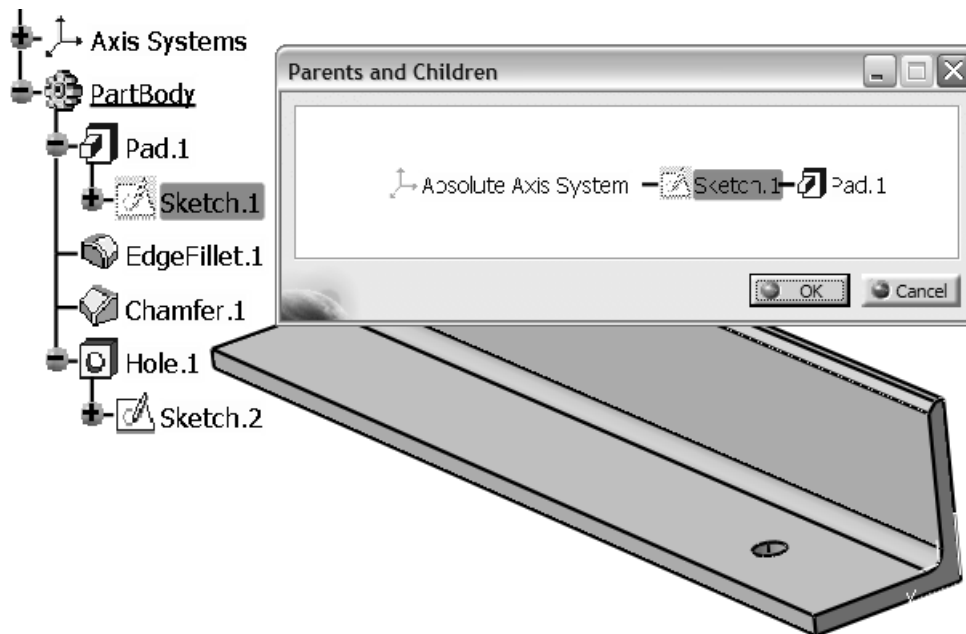 Axis Systems
PartBody
Pad.1
Sketch.1
EdgeFillet.1
Chamfer.1
Hole.1
Sketch.2
Parents and Children
Absolute Axis System Sketch.1 Pad.1
OK Cancel